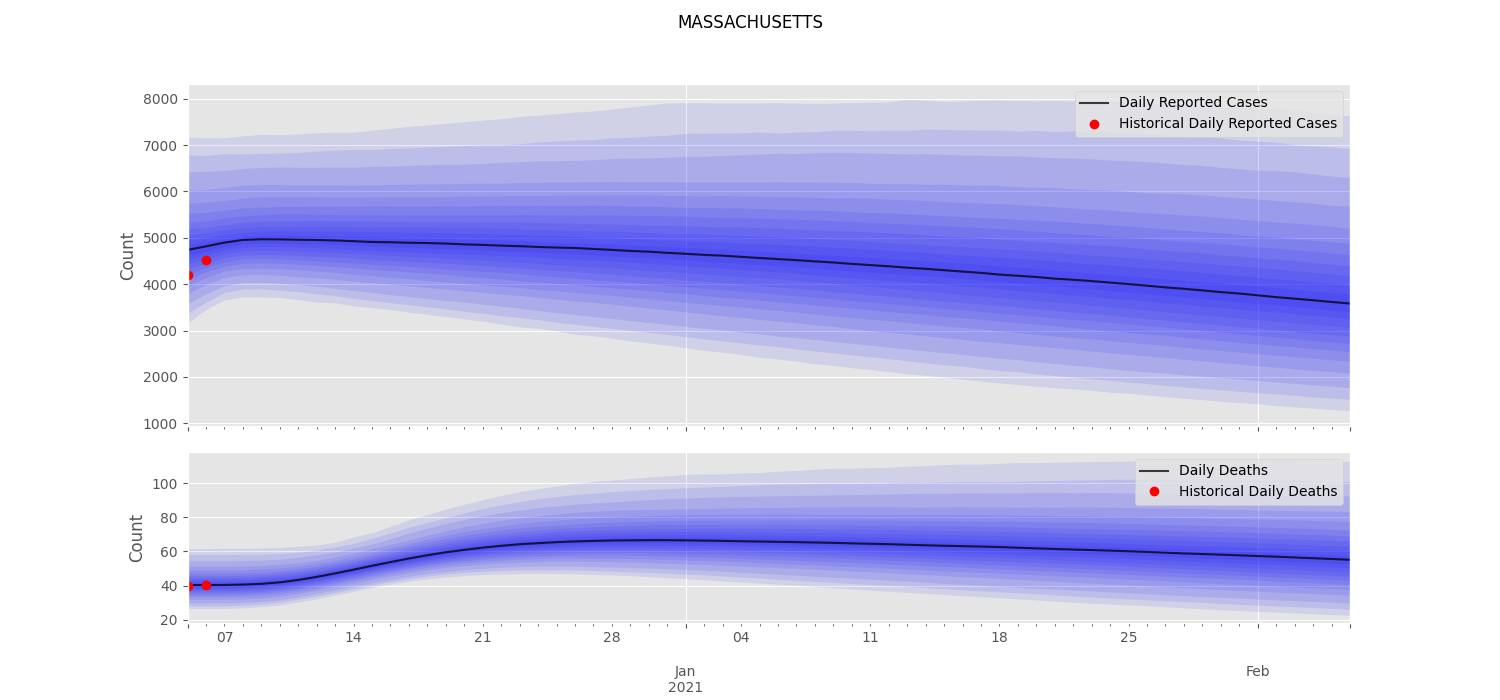 MASSACHUSETTS
8000
7000
6000
5000
4000
3000
2000
1000
Count
Daily Reported Cases
Historical Daily Reported Cases
100
80
60
40
20
Count
Daily Deaths
Historical Daily Deaths
07 14 21 28 04 11 18 25
Jan Feb
2021